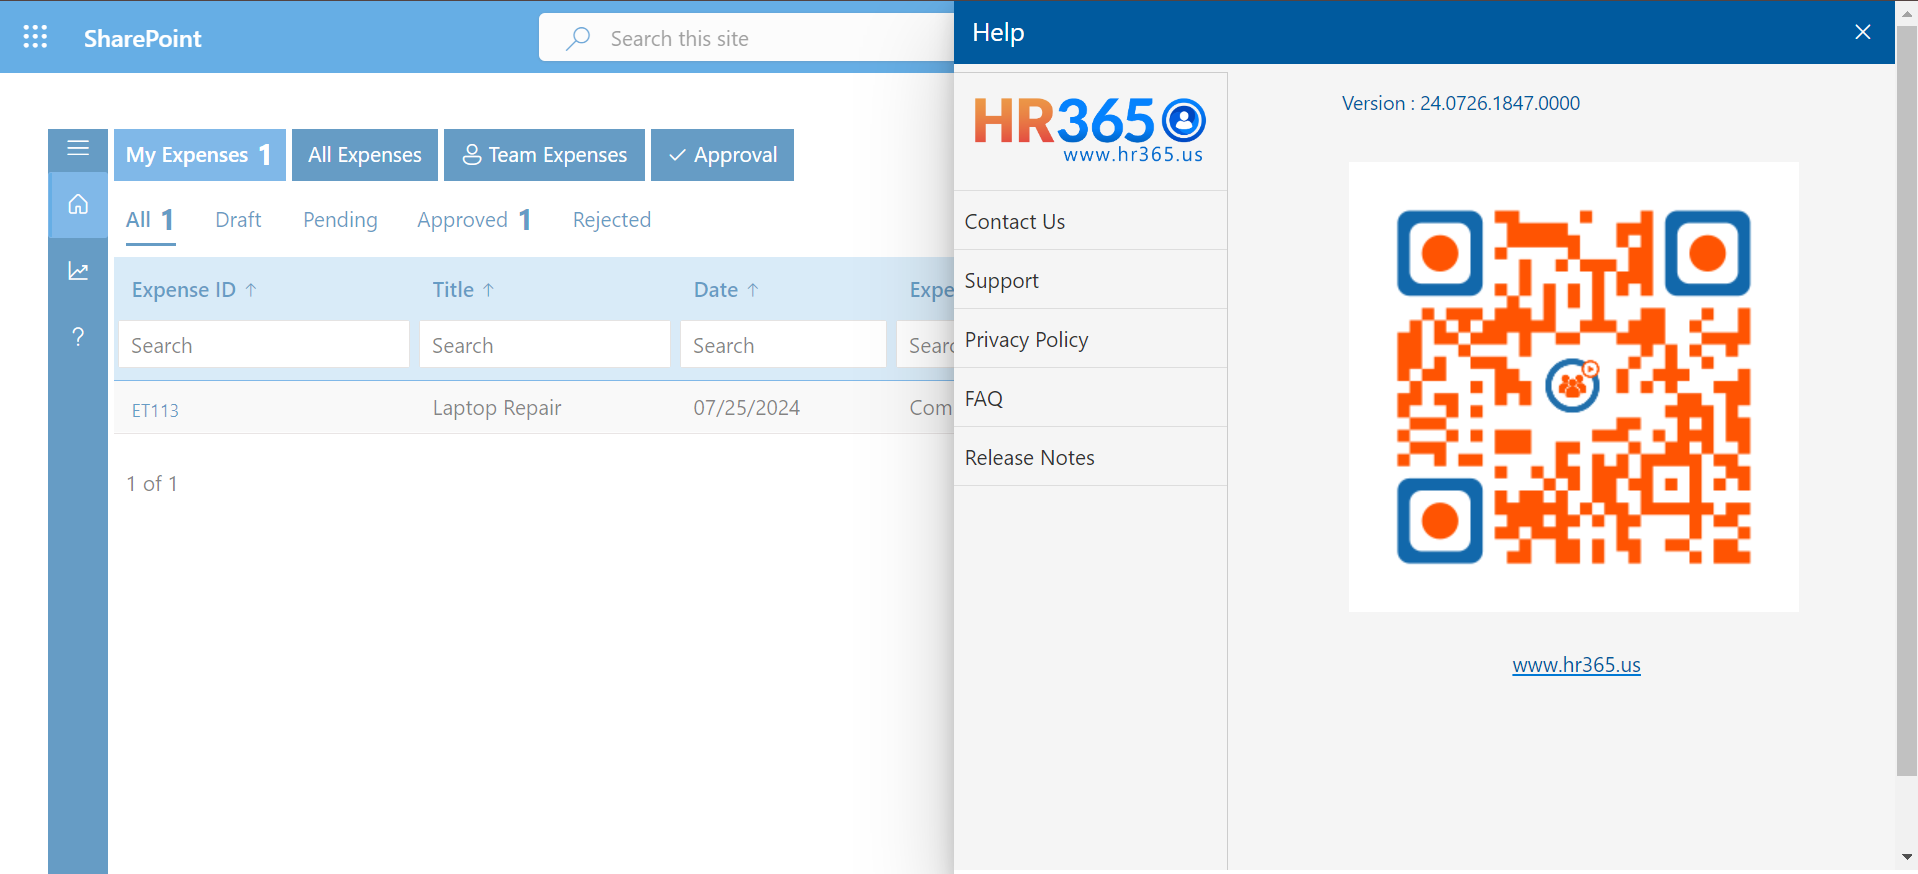 SharePoint
Search this site
My Expenses 1
All Expenses
Team Expenses
Approval
All 1
Draft
Pending
Approved 1
Rejected
Expense ID ↑
Title ↑
Date ↑
Expe
Search
Search
Search
Searc
ET113
Laptop Repair
07/25/2024
Com
1 of 1
?
Help
HR365
www.hr365.us
Contact Us
Support
Privacy Policy
FAQ
Release Notes
Version : 24.0726.1847.0000
www.hr365.us